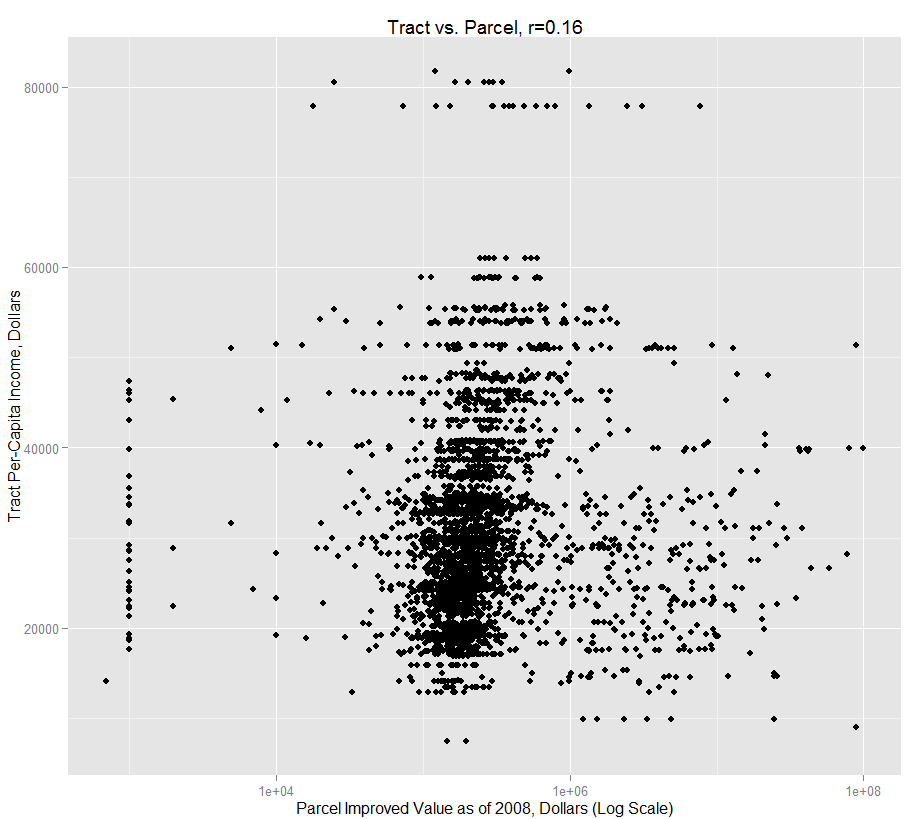 Tract vs. Parcel, r=0.16
80000
60000
40000
20000
Tract Per-Capita Income, Dollars
1e+04 1e+06 1e+08
Parcel Improved Value as of 2008, Dollars (Log Scale)